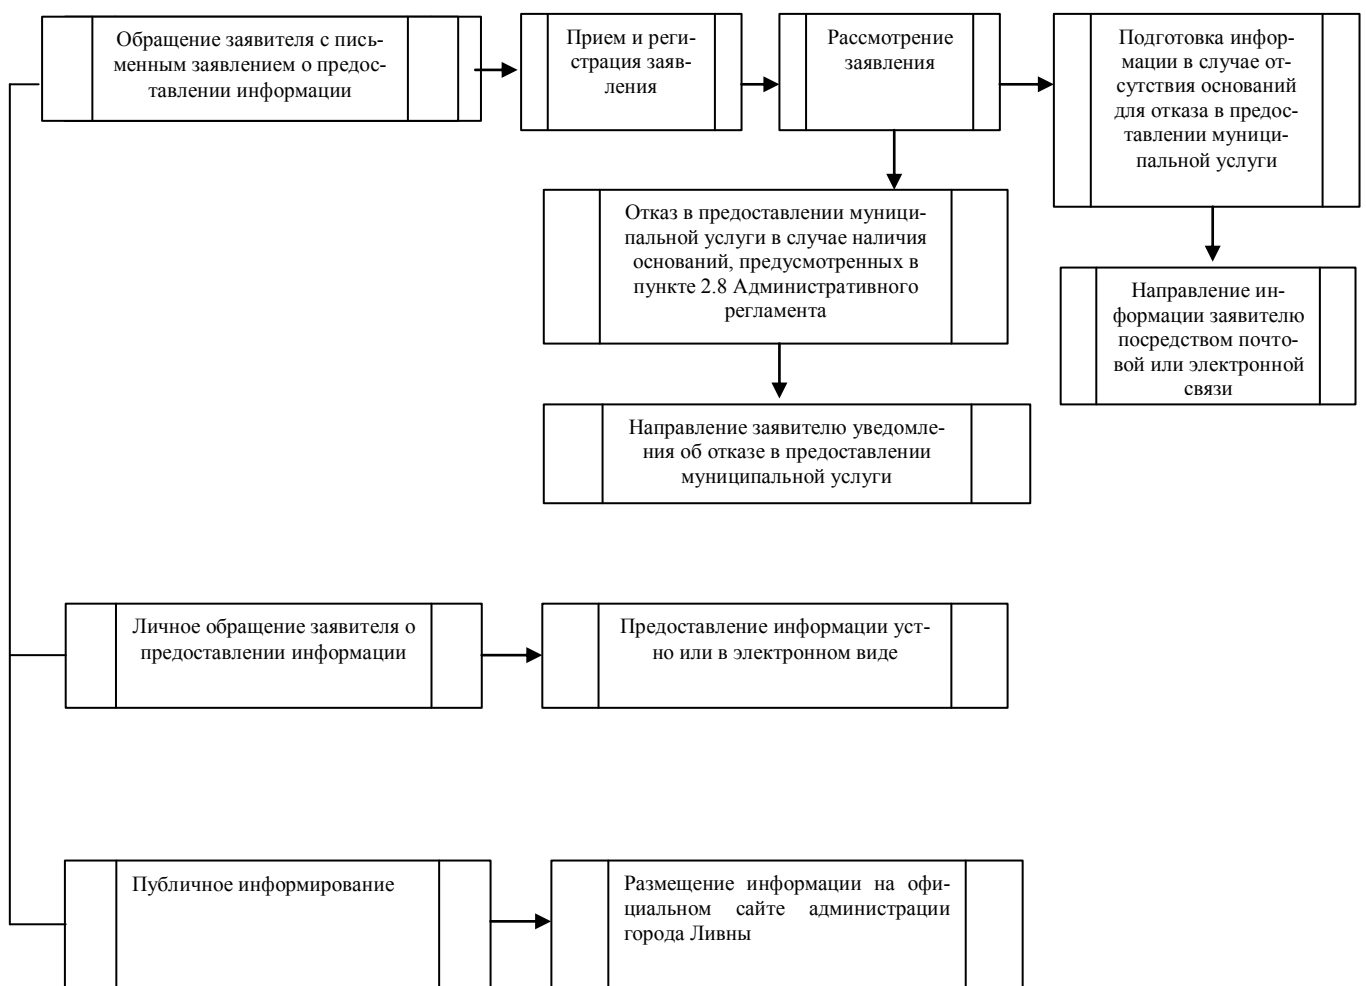 Обращение заявителя с пись-
менным заявлением о предос-
тавлении информации
Прием и реги-
страция заяв-
ления
Рассмотрение
заявления
Подготовка инфор-
мации в случае от-
сутствия оснований
для отказа в предос-
тавлении муници-
пальной услуги
Отказ в предоставлении муници-
пальной услуги в случае наличия
оснований, предусмотренных в
пункте 2.8 Административного
регламента
Направление ин-
формации заявителю
посредством почто-
вой или электронной
связи
Направление заявителю уведомле-
ния об отказе в предоставлении
муниципальной услуги
Личное обращение заявителя о
предоставлении информации
Предоставление информации уст-
но или в электронном виде
Публичное информирование
Размещение информации на офи-
циальном сайте администрации
города Ливны